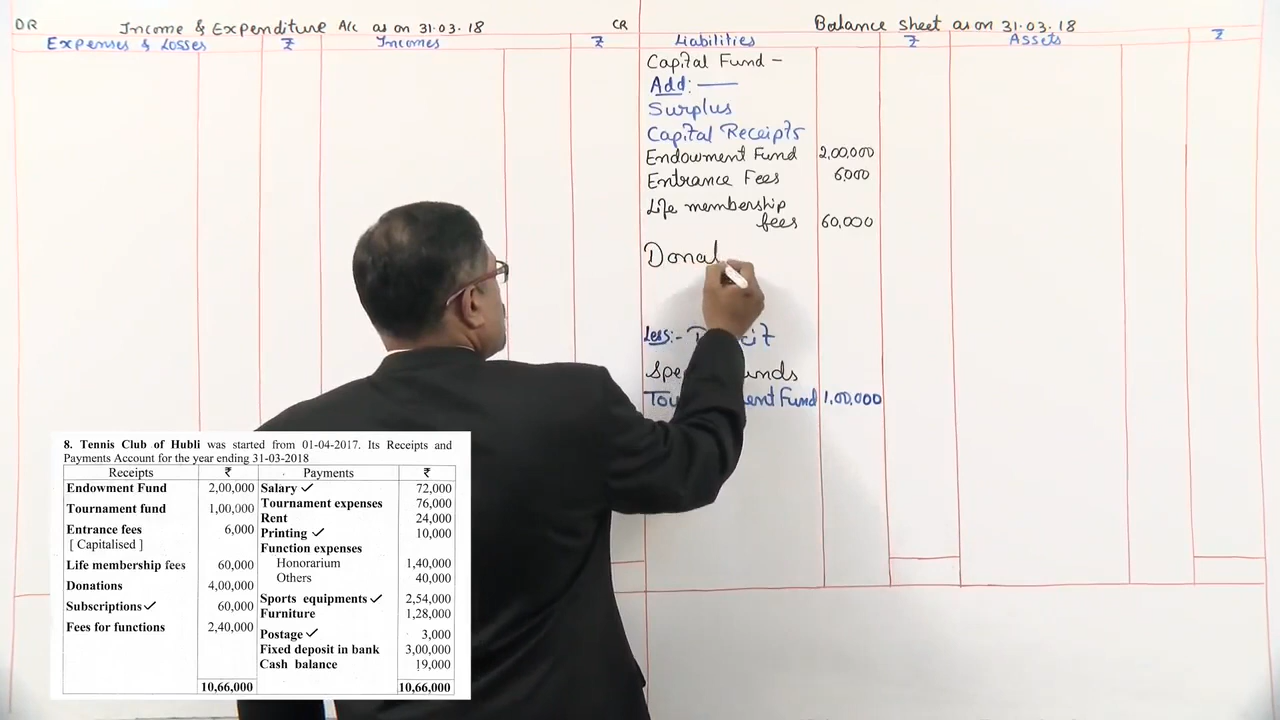 DR Income & Expenditure A/c as on 31.03.18 CR
Expenses & Losses ₹ Incomes ₹
Balance sheet as on 31.03.18
Liabilities ₹ Assets ₹
Capital Fund -
Add: —
Surplus
Capital Receipts
Endowment Fund 2,00,000
Entrance Fees 6,000
Life membership
fees 60,000
Donat
Less:-
Fund 1,00,000
8. Tennis Club of Hubli was started from 01-04-2017. Its Receipts and
Payments Account for the year ending 31-03-2018
Receipts ₹ Payments ₹
Endowment Fund 2,00,000 Salary ✓ 72,000
Tournament fund 1,00,000 Tournament expenses 76,000
Rent 24,000
Entrance fees 6,000 Printing ✓ 10,000
[ Capitalised ] Function expenses
Life membership fees 60,000 Honorarium 1,40,000
Donations 4,00,000 Others 40,000
Subscriptions ✓ 60,000 Sports equipments ✓ 2,54,000
Furniture 1,28,000
Fees for functions 2,40,000 Postage ✓ 3,000
Fixed deposit in bank 3,00,000
Cash balance 19,000
10,66,000 10,66,000